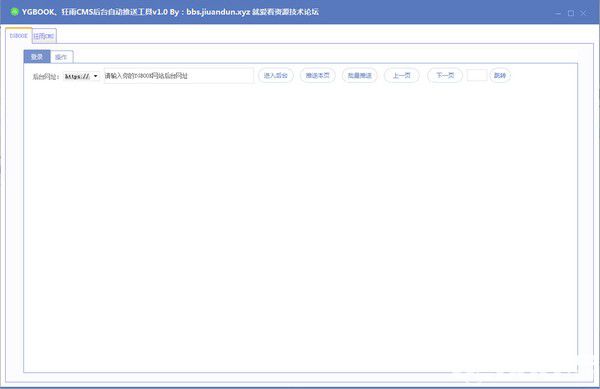 YGBOOK、狂雨CMS后台自动推送工具v1.0 By：bbs.jiuandun.xyz 就爱看资源技术论坛
YGBOOK 狂雨CMS
登录 操作
后台网址： https:// 请输入你的YGBOOK网站后台网址 进入后台 推送本页 批量推送 上一页 下一页 跳转